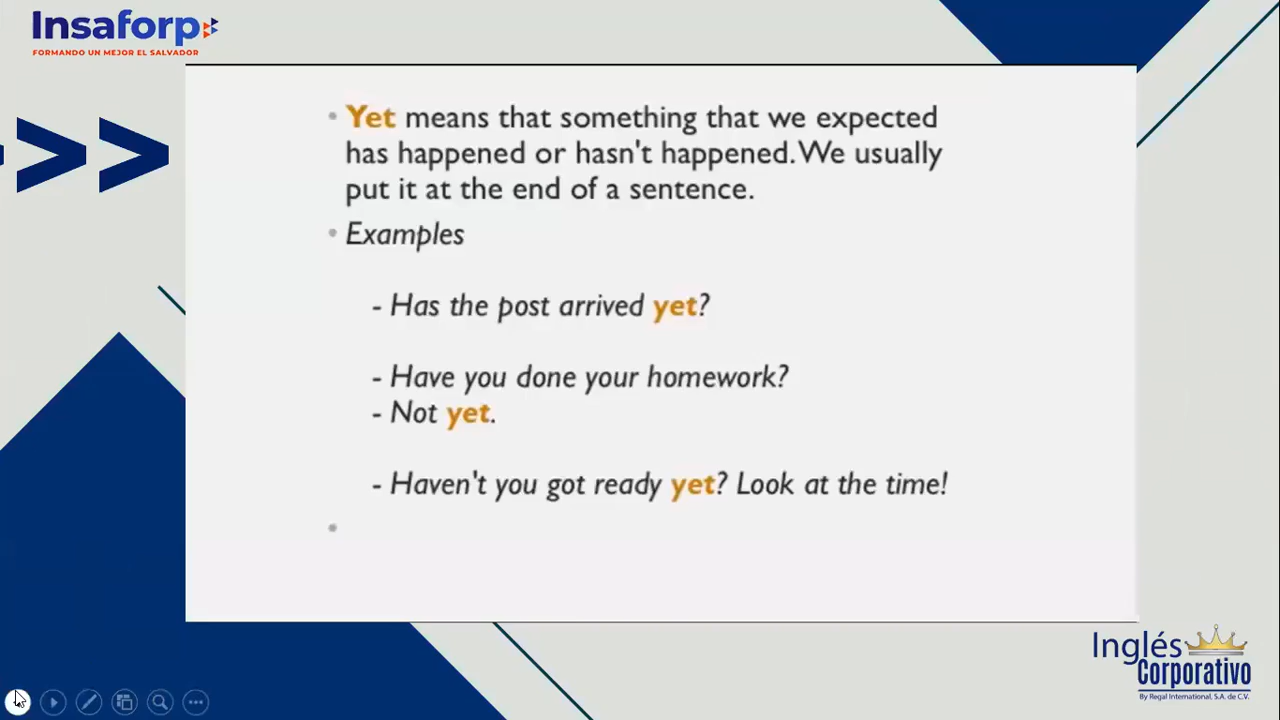 Insaforp
FORMANDO UN MEJOR EL SALVADOR
Yet means that something that we expected
has happened or hasn't happened. We usually
put it at the end of a sentence.
Examples
- Has the post arrived yet?
- Have you done your homework?
- Not yet.
- Haven't you got ready yet? Look at the time!
Inglés
Corporativo
By Regal International, S.A. de C.V.